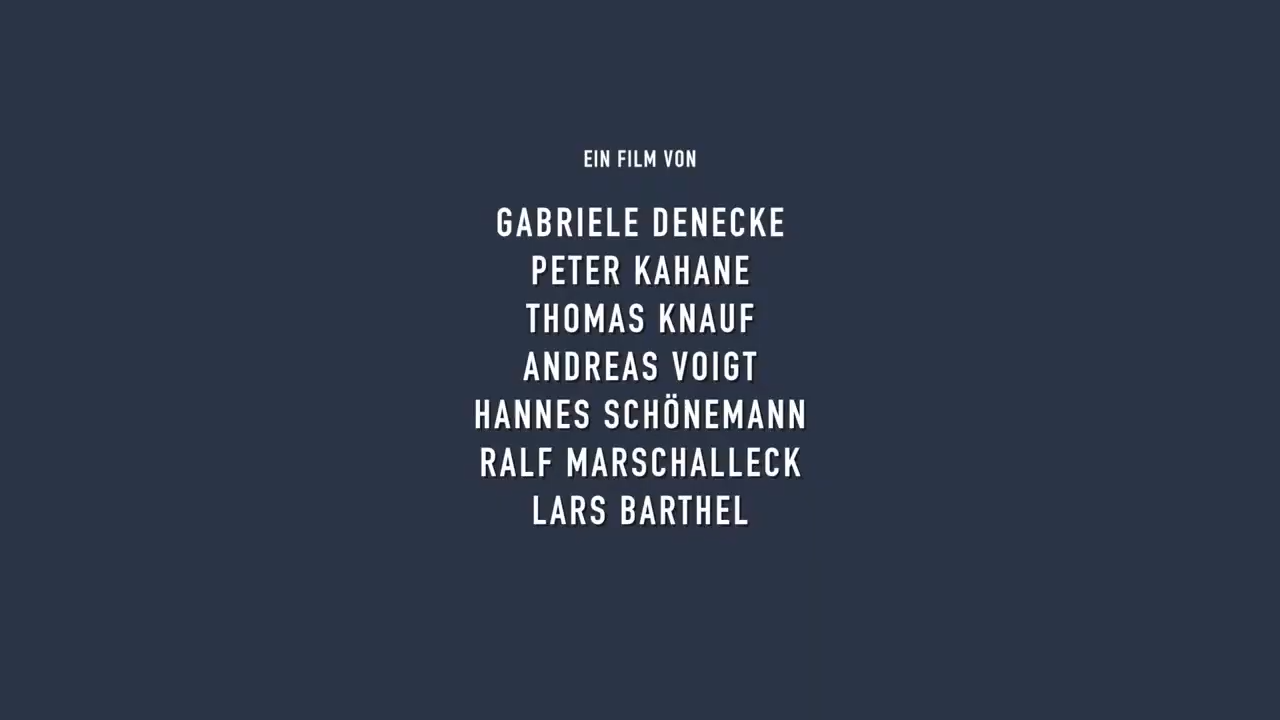 EIN FILM VON
GABRIELE DENECKE
PETER KAHANE
THOMAS KNAUF
ANDREAS VOIGT
HANNES SCHÖNEMANN
RALF MARSCHALLECK
LARS BARTHEL